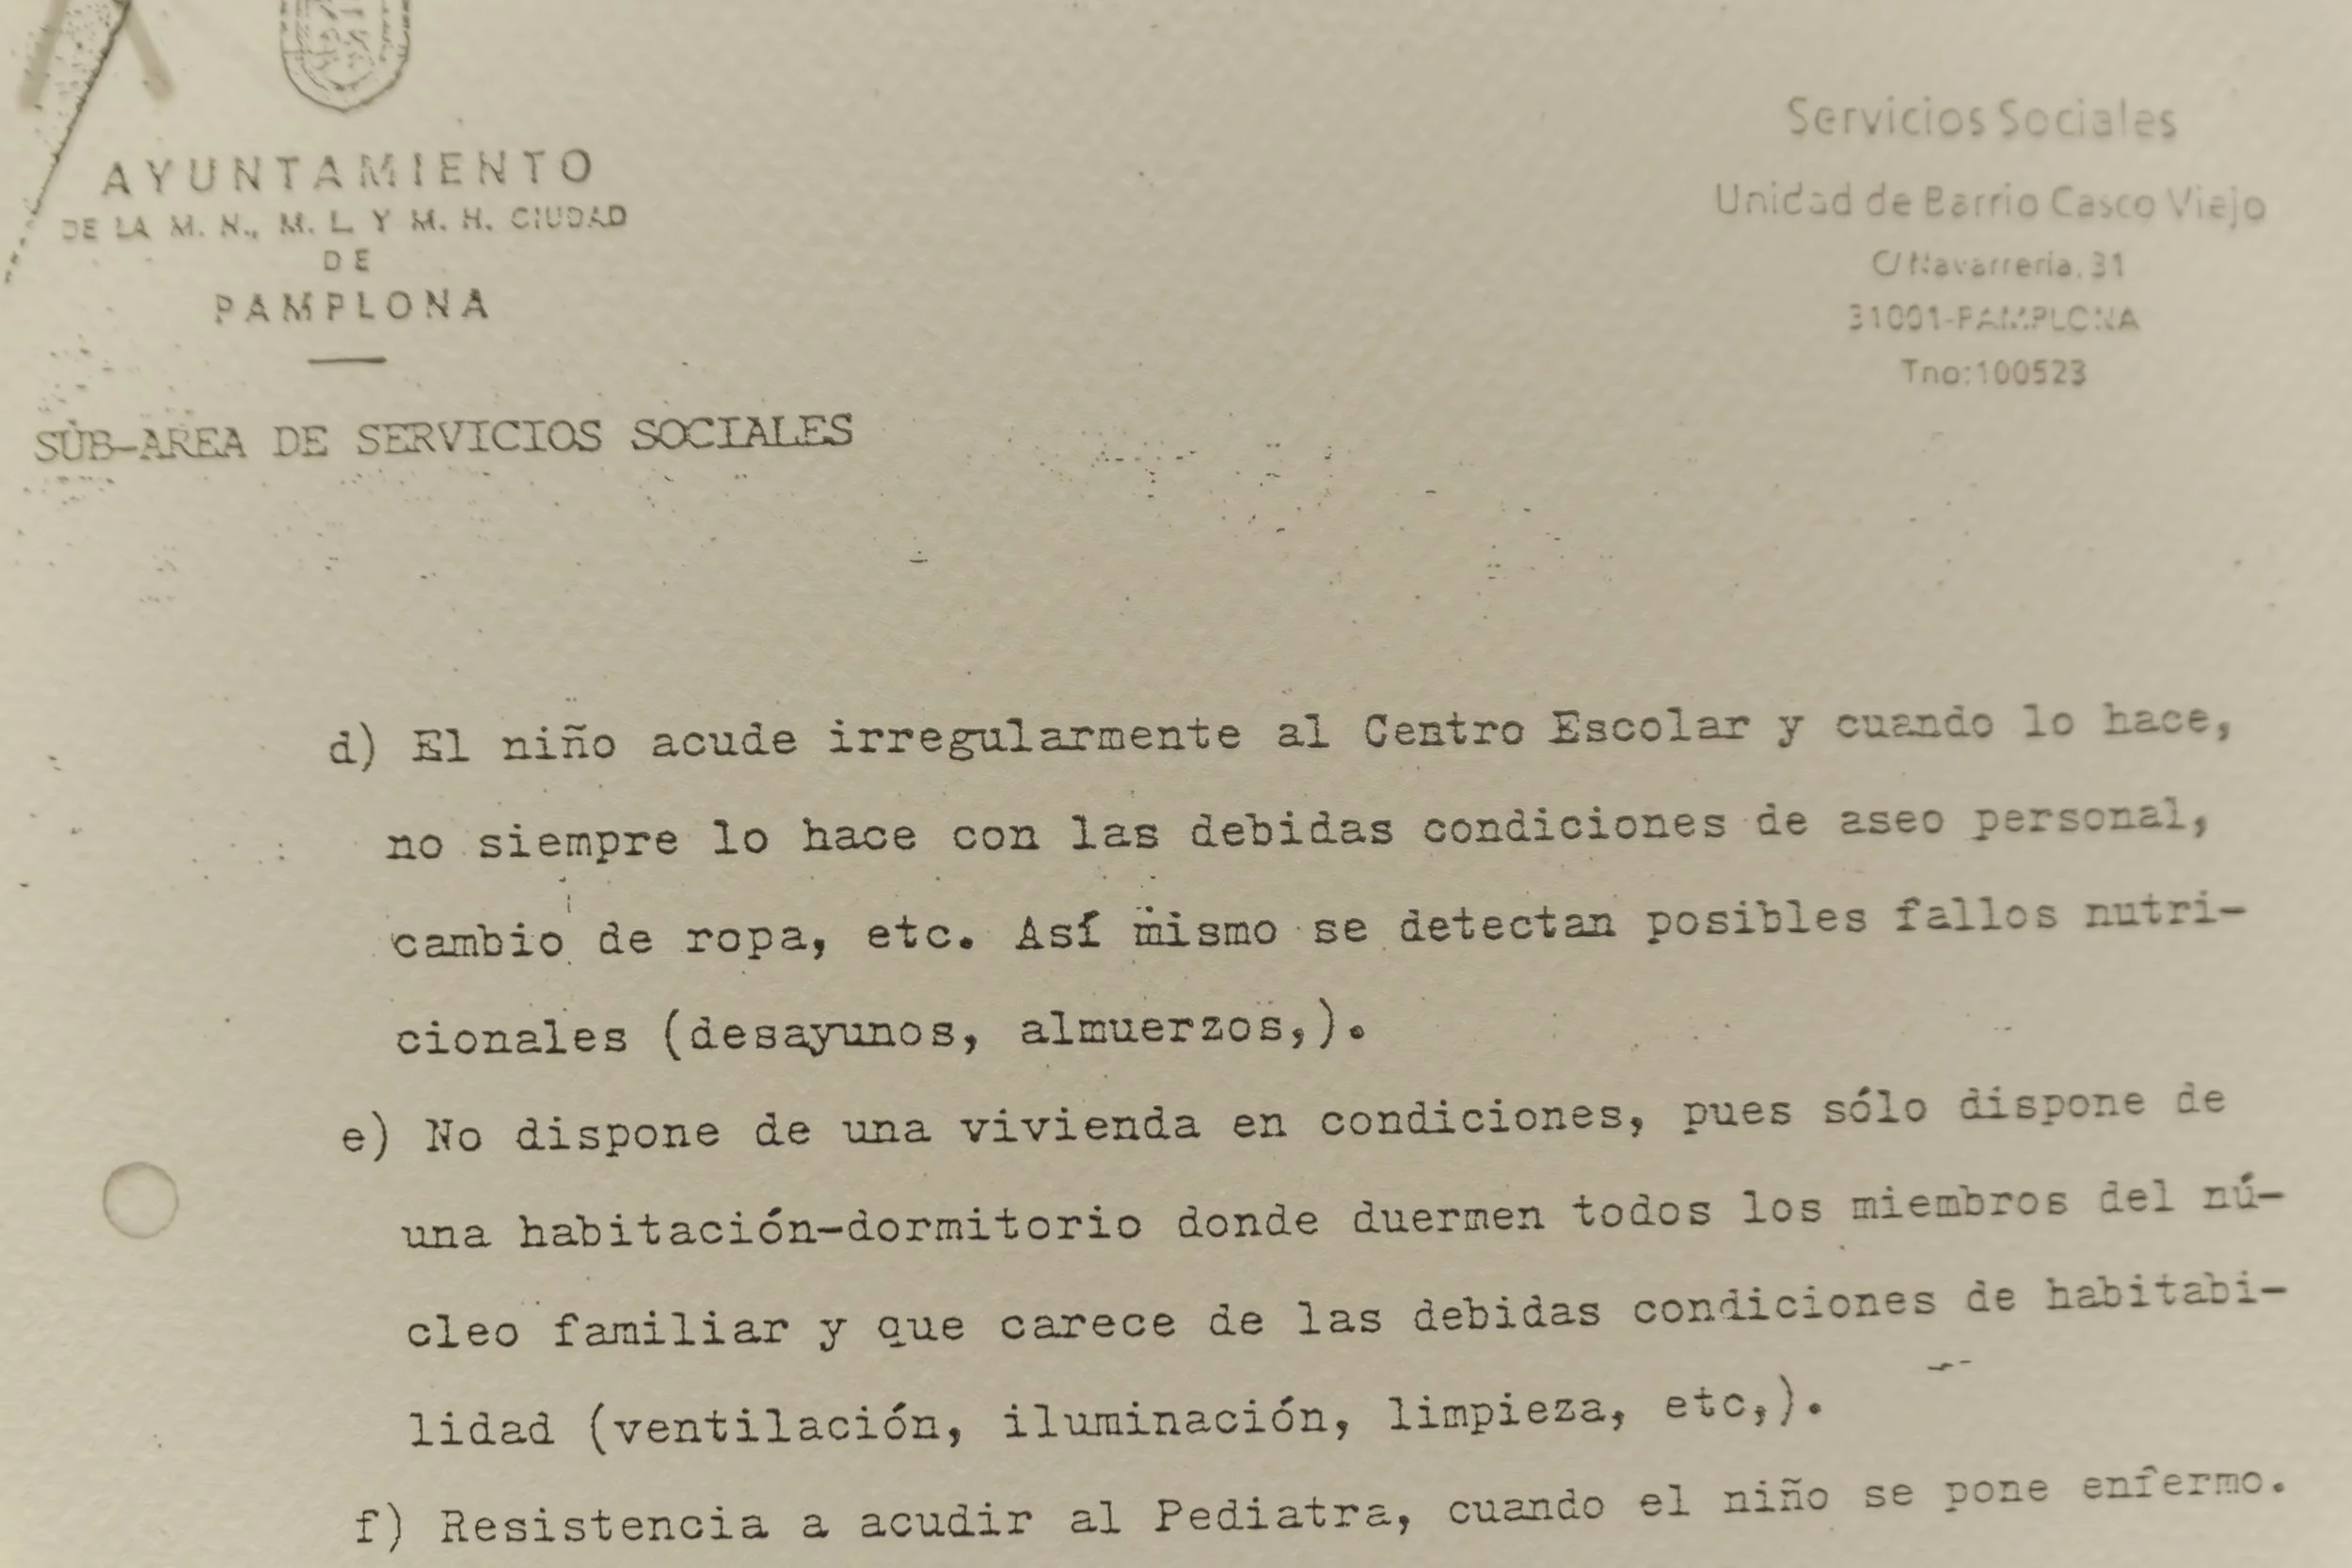 AYUNTAMIENTO
DE LA M. N., M. L. Y M. H. CIUDAD
DE
PAMPLONA
SUB-AREA DE SERVICIOS SOCIALES
Servicios Sociales
Unidad de Barrio Casco Viejo
C/ Navarrería, 31
31001-PAMPLONA
Tno:100523
d) El niño acude irregularmente al Centro Escolar y cuando lo hace,
no siempre lo hace con las debidas condiciones de aseo personal,
cambio de ropa, etc. Así mismo se detectan posibles fallos nutri-
cionales (desayunos, almuerzos,).
e) No dispone de una vivienda en condiciones, pues sólo dispone de
una habitación-dormitorio donde duermen todos los miembros del nú-
cleo familiar y que carece de las debidas condiciones de habitabi-
lidad (ventilación, iluminación, limpieza, etc,).
f) Resistencia a acudir al Pediatra, cuando el niño se pone enfermo.